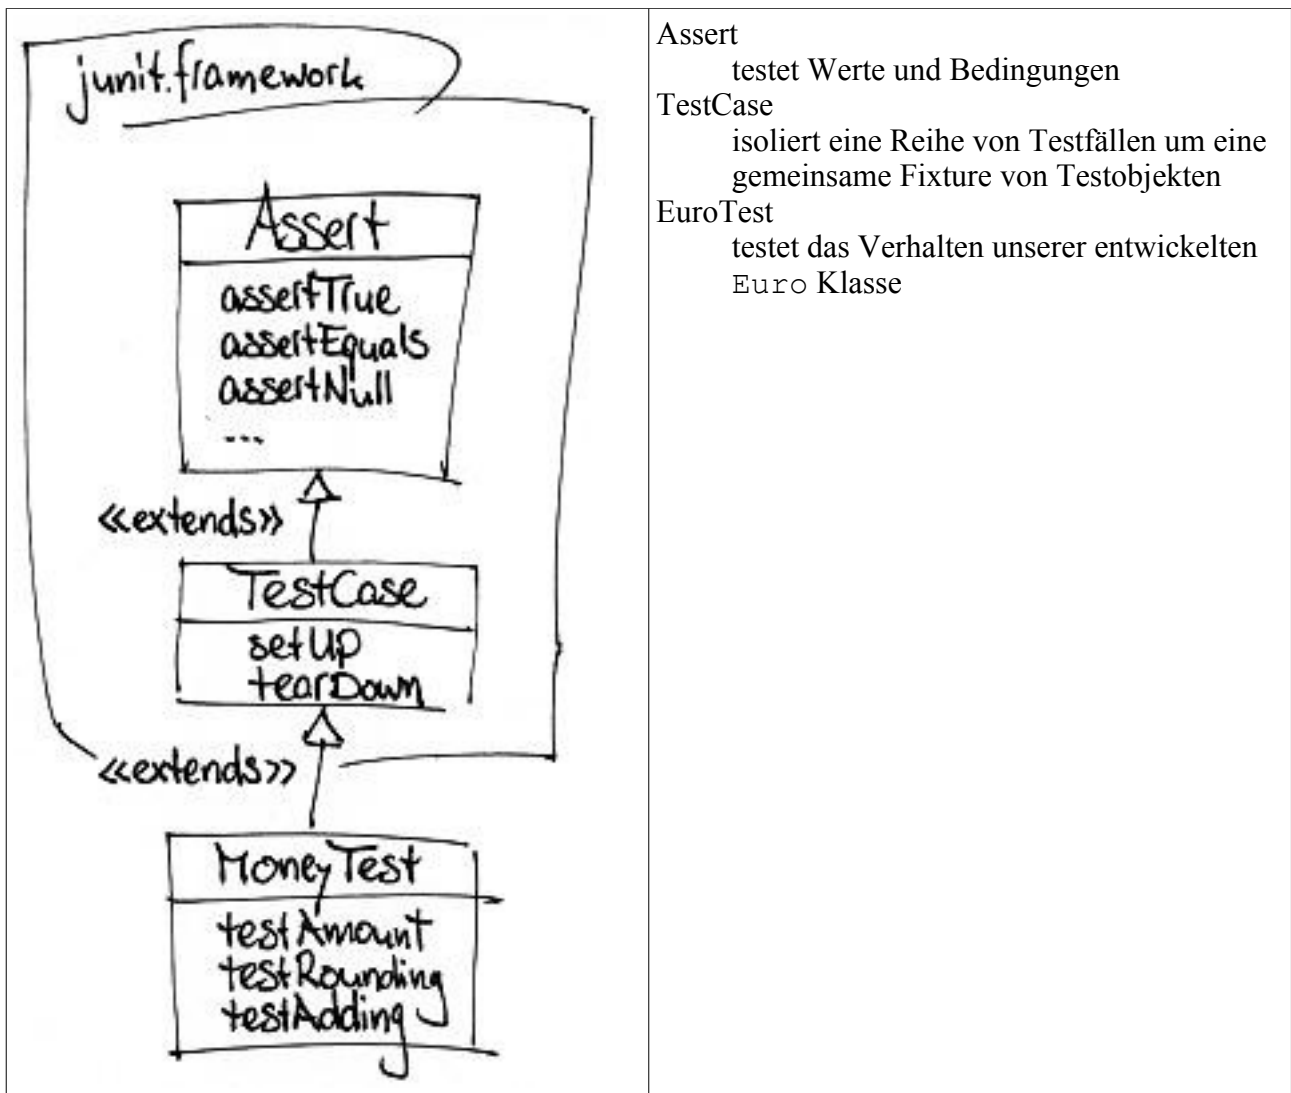 junit.framework
Assert
assertTrue
assertEquals
assertNull
...
«extends»
TestCase
setUp
tearDown
«extends»
MoneyTest
testAmount
testRounding
testAdding
Assert
testet Werte und Bedingungen
TestCase
isoliert eine Reihe von Testfällen um eine
gemeinsame Fixture von Testobjekten
EuroTest
testet das Verhalten unserer entwickelten
Euro Klasse